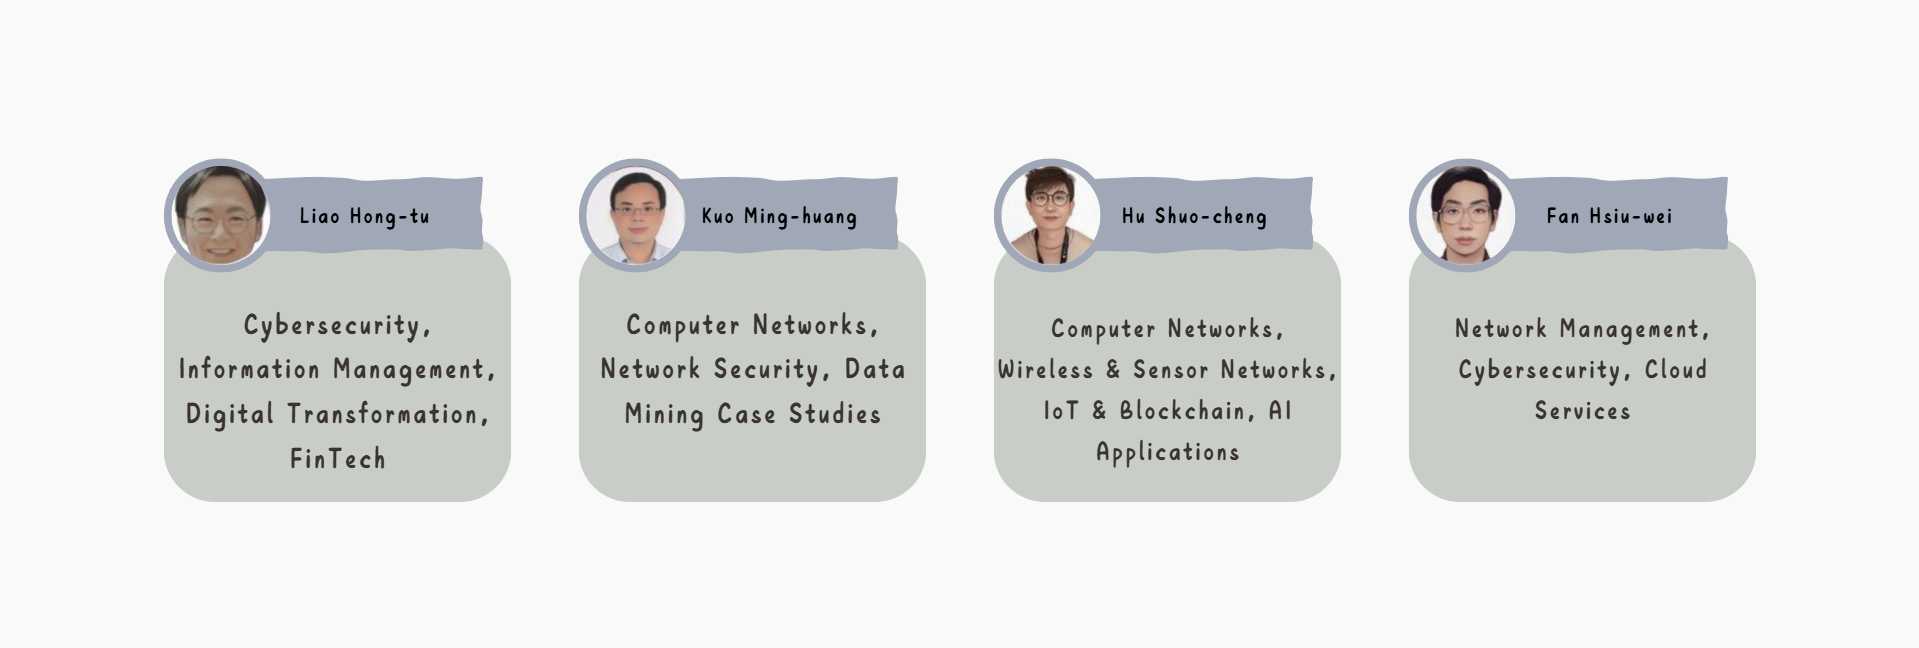 Liao Hong-tu
Cybersecurity,
Information Management,
Digital Transformation,
FinTech
Kuo Ming-huang
Computer Networks,
Network Security, Data
Mining Case Studies
Hu Shuo-cheng
Computer Networks,
Wireless & Sensor Networks,
IoT & Blockchain, AI
Applications
Fan Hsiu-wei
Network Management,
Cybersecurity, Cloud
Services